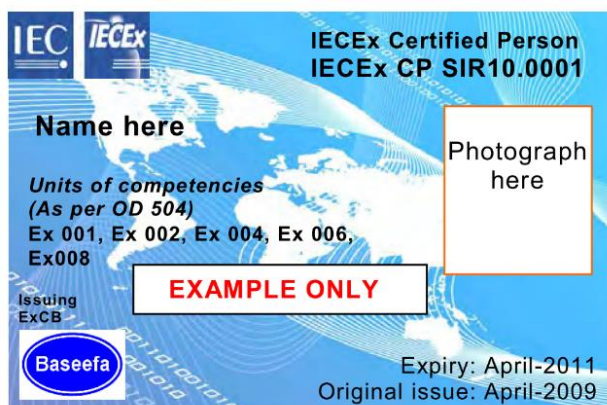 IEC IECEx
IECEx Certified Person
IECEx CP SIR10.0001
Name here
Photograph
here
Units of competencies
(As per OD 504)
Ex 001, Ex 002, Ex 004, Ex 006,
Ex008
EXAMPLE ONLY
Issuing
ExCB
Baseefa
Expiry: April-2011
Original issue: April-2009